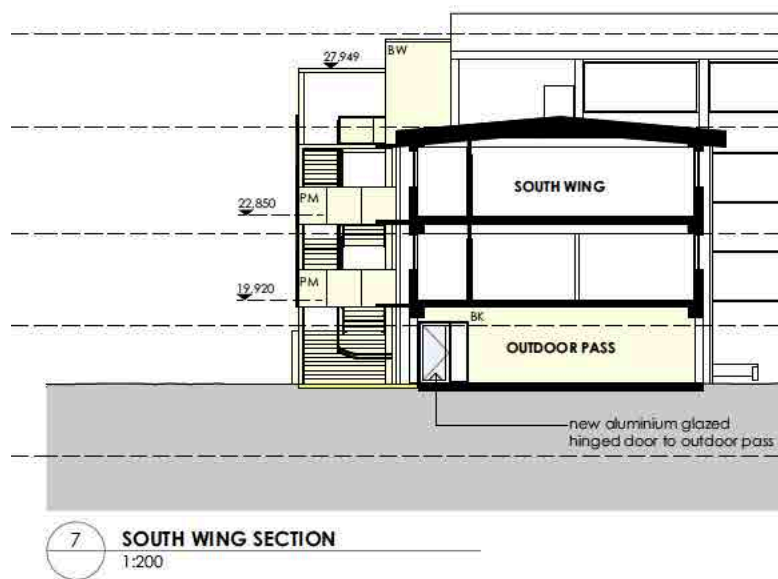 BW
27,949
SOUTH WING
PM
22,850
PM
19,920
BK
OUTDOOR PASS
new aluminium glazed
hinged door to outdoor pass
7
SOUTH WING SECTION
1:200